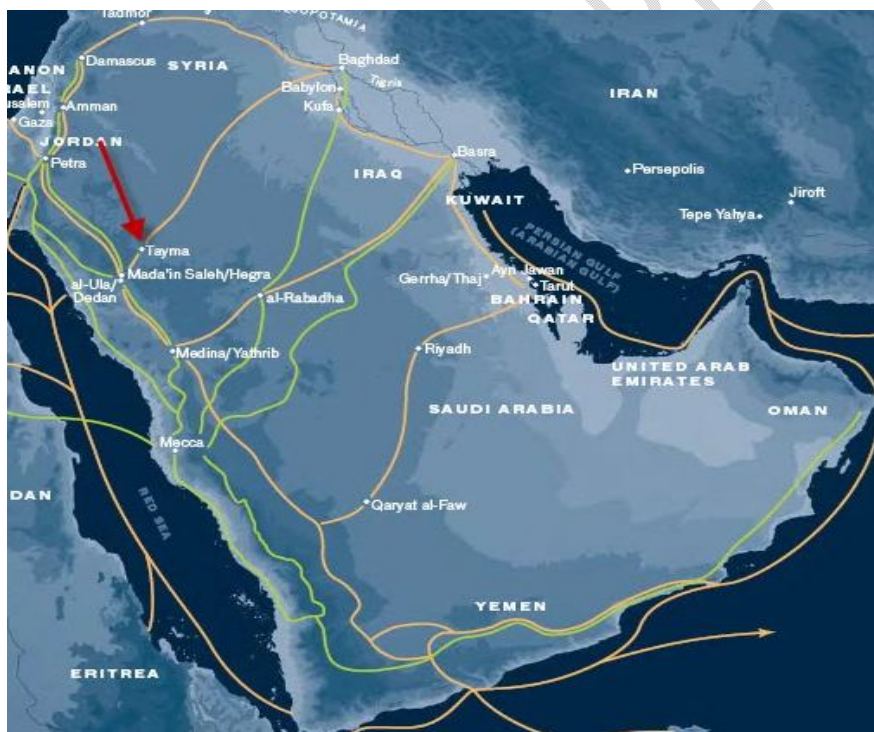 MESOPOTAMIA
Tadmor
Damascus
SYRIA
Baghdad
Tigris
Babylon
Kufa
IRAN
ANON
AEL
usalem
Amman
Gaza
JORDAN
Petra
Basra
IRAQ
Persepolis
KUWAIT
Jiroft
Tepe Yahya
PERSIAN GULF
(ARABIAN GULF)
Tayma
Mada'in Saleh/Hegra
al-Ula/
Dedan
Gerrha/Thaj
Ayn Jawan
Tarut
al-Rabadha
BAHRAIN
QATAR
Medina/Yathrib
Riyadh
UNITED ARAB
EMIRATES
SAUDI ARABIA
OMAN
Mecca
DAN
RED SEA
Qaryat al-Faw
YEMEN
ERITREA